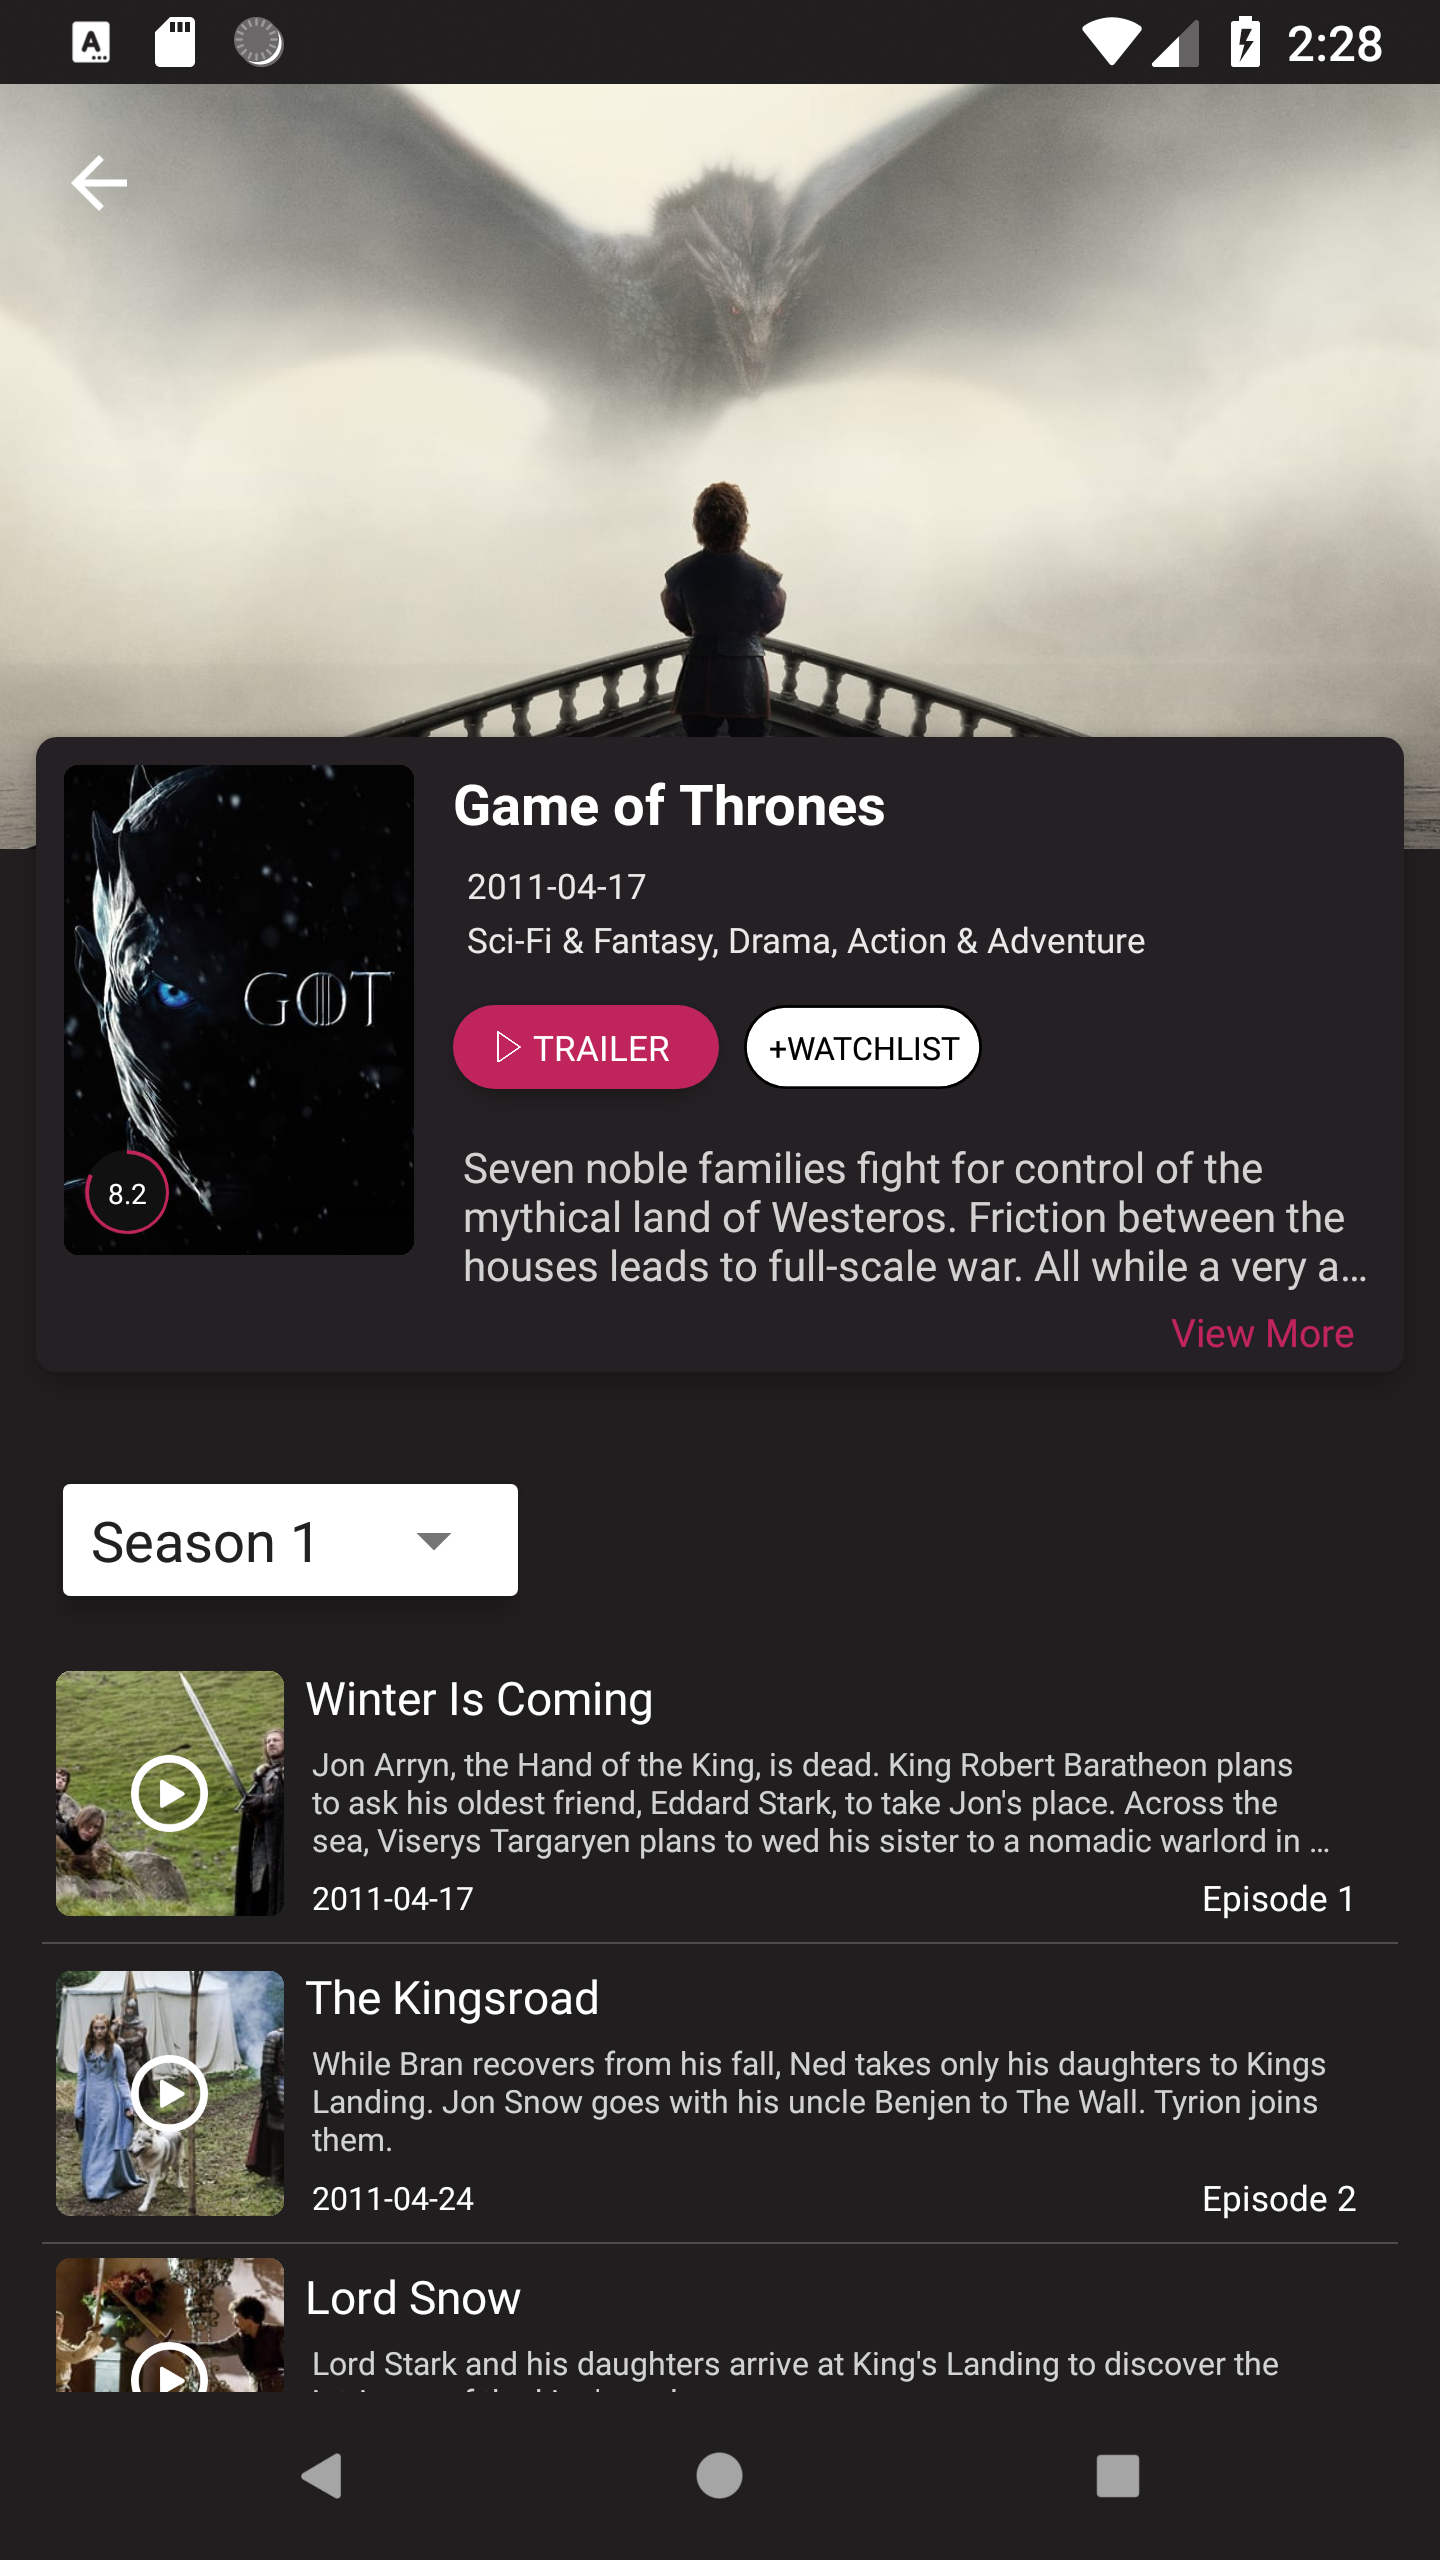 2:28
Game of Thrones
2011-04-17
Sci-Fi & Fantasy, Drama, Action & Adventure
GOT
TRAILER
+WATCHLIST
8.2
Seven noble families fight for control of the
mythical land of Westeros. Friction between the
houses leads to full-scale war. All while a very a...
View More
Season 1
Winter Is Coming
Jon Arryn, the Hand of the King, is dead. King Robert Baratheon plans
to ask his oldest friend, Eddard Stark, to take Jon's place. Across the
sea, Viserys Targaryen plans to wed his sister to a nomadic warlord in ...
2011-04-17
Episode 1
The Kingsroad
While Bran recovers from his fall, Ned takes only his daughters to Kings
Landing. Jon Snow goes with his uncle Benjen to The Wall. Tyrion joins
them.
2011-04-24
Episode 2
Lord Snow
Lord Stark and his daughters arrive at King's Landing to discover the